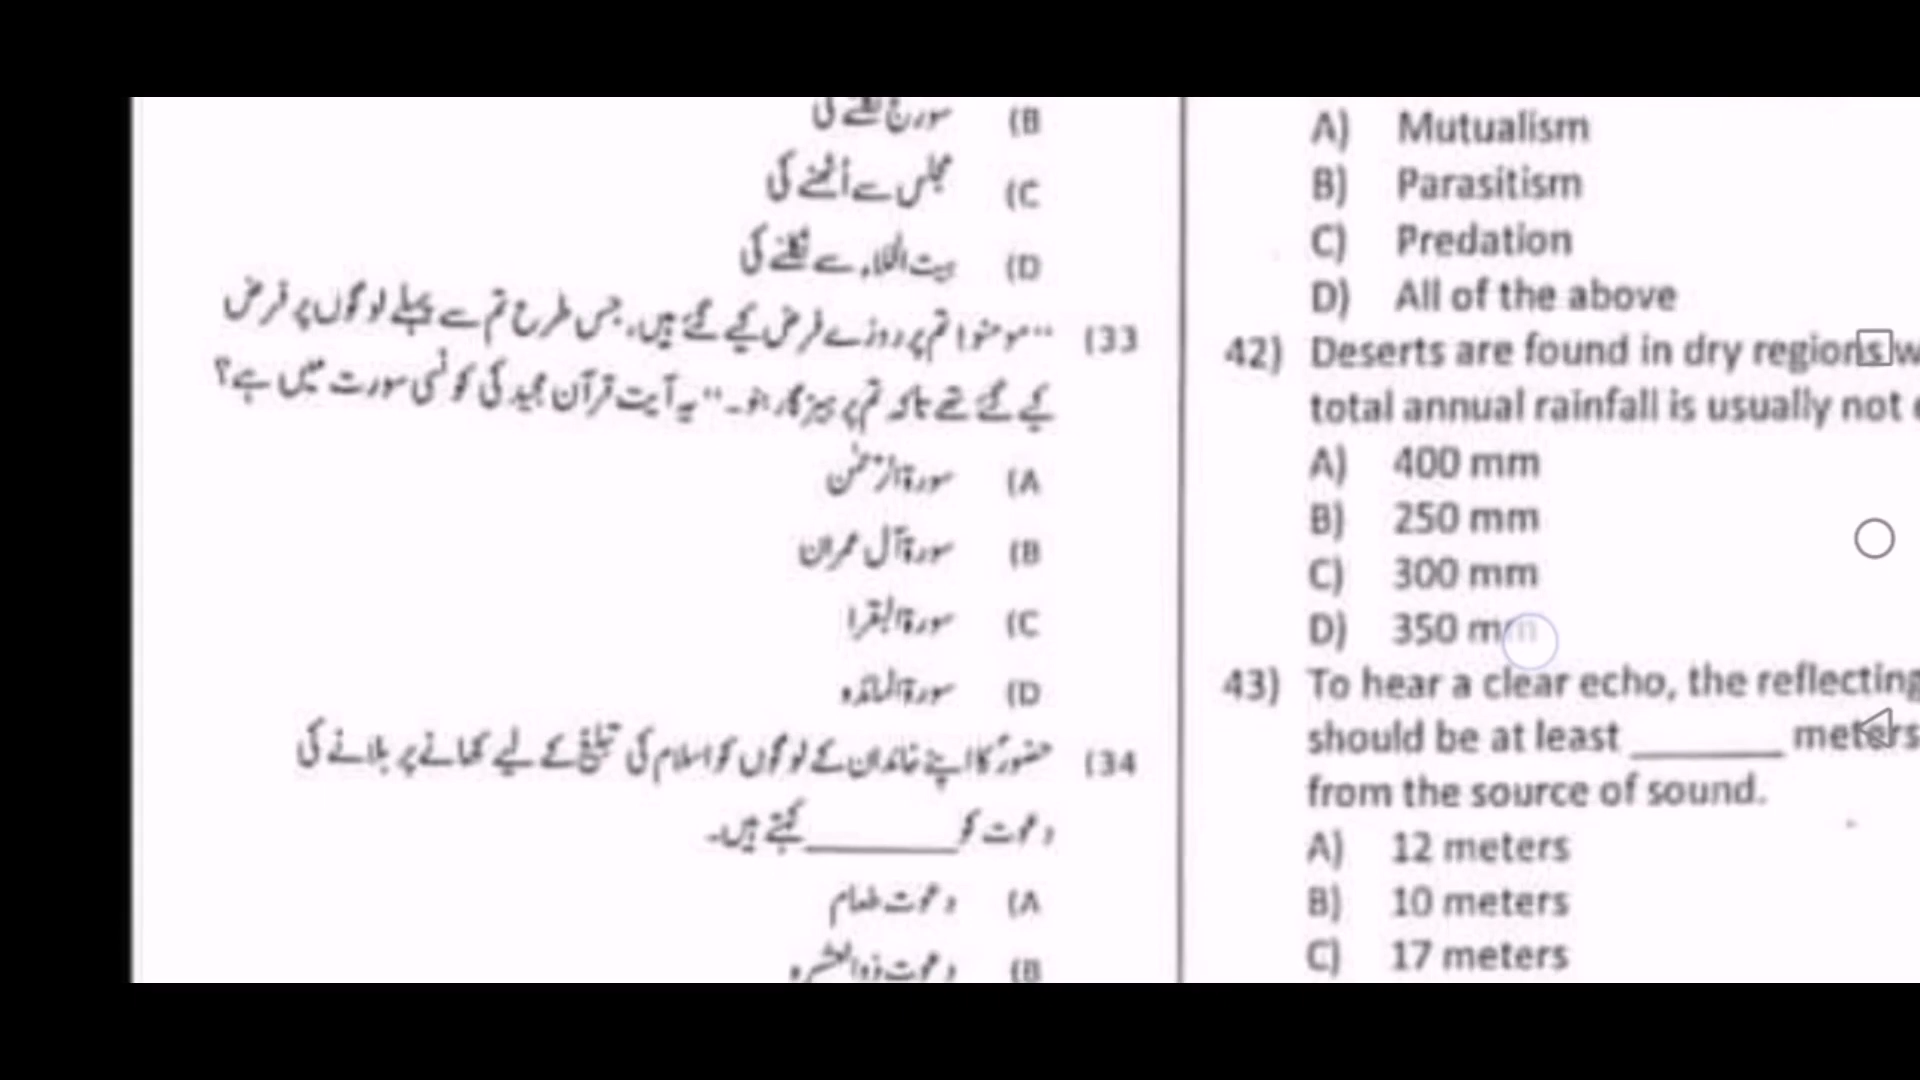 B) سورج نکلنے کی
C) مجلس سے اُٹھنے کی
D) بیت الخلاء سے نکلنے کی
33) ”مومنو! تم پر روزے فرض کیے گئے ہیں، جس طرح تم سے پہلے لوگوں پر فرض
کیے گئے تھے تاکہ تم پرہیزگار بنو۔“ یہ آیت قرآن مجید کی کونسی سورت میں ہے؟
A) سورۃ الرحمٰن
B) سورۃ آل عمران
C) سورۃ البقرا
D) سورۃ المائدہ
34) حضورؐ کا اپنے خاندان کے لوگوں کو اسلام کی تبلیغ کے لیے کھانے پر بلانے کی
دعوت کو ________ کہتے ہیں۔
A) دعوت طعام
B) دعوت ذوالعشیرہ
A) Mutualism
B) Parasitism
C) Predation
D) All of the above
42) Deserts are found in dry regions w
total annual rainfall is usually not
A) 400 mm
B) 250 mm
C) 300 mm
D) 350 mm
43) To hear a clear echo, the reflecting
should be at least ________ meters
from the source of sound.
A) 12 meters
B) 10 meters
C) 17 meters